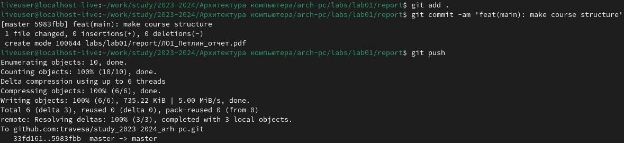 liveuser@localhost-live:~/work/study/2023-2024/Архитектура компьютера/arch-pc/labs/lab01/report$ git add .
liveuser@localhost-live:~/work/study/2023-2024/Архитектура компьютера/arch-pc/labs/lab01/report$ git commit -am 'feat(main): make course structure'
[master 5983fbb] feat(main): make course structure
1 file changed, 0 insertions(+), 0 deletions(-)
create mode 100644 labs/lab01/report/Л01_Петлин_отчет.pdf
liveuser@localhost-live:~/work/study/2023-2024/Архитектура компьютера/arch-pc/labs/lab01/report$ git push
Enumerating objects: 10, done.
Counting objects: 100% (10/10), done.
Delta compression using up to 6 threads
Compressing objects: 100% (6/6), done.
Writing objects: 100% (6/6), 735.22 KiB | 5.00 MiB/s, done.
Total 6 (delta 3), reused 0 (delta 0), pack-reused 0 (from 0)
remote: Resolving deltas: 100% (3/3), completed with 3 local objects.
To github.com:travesa/study_2023-2024_arh pc.git
33fd161..5983fbb master -> master